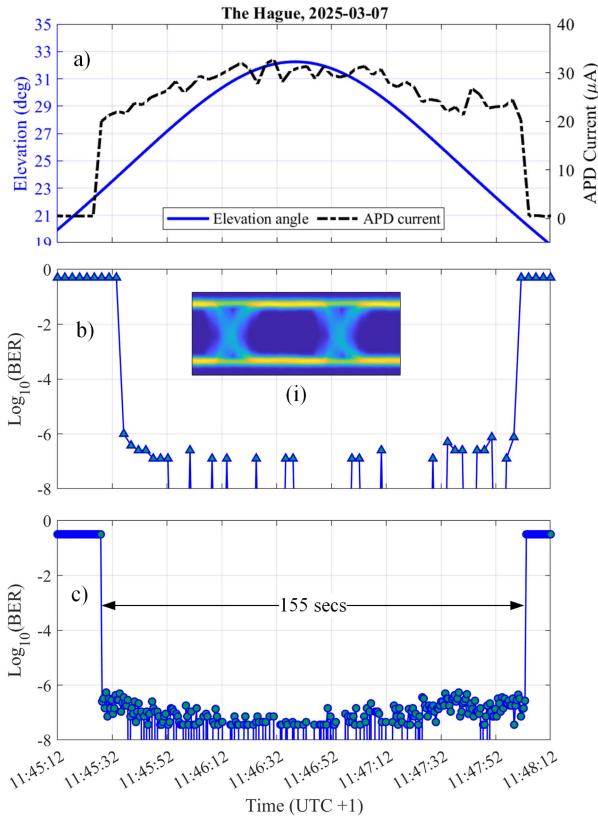 The Hague, 2025-03-07
a)
35
33
31
29
27
25
23
21
19
Elevation (deg)
40
30
20
10
0
APD Current (μA)
Elevation angle
APD current
b)
0
-2
-4
-6
-8
Log10(BER)
(i)
c)
0
-2
-4
-6
-8
Log10(BER)
155 secs
11:45:12
11:45:32
11:45:52
11:46:12
11:46:32
11:46:52
11:47:12
11:47:32
11:47:52
11:48:12
Time (UTC +1)